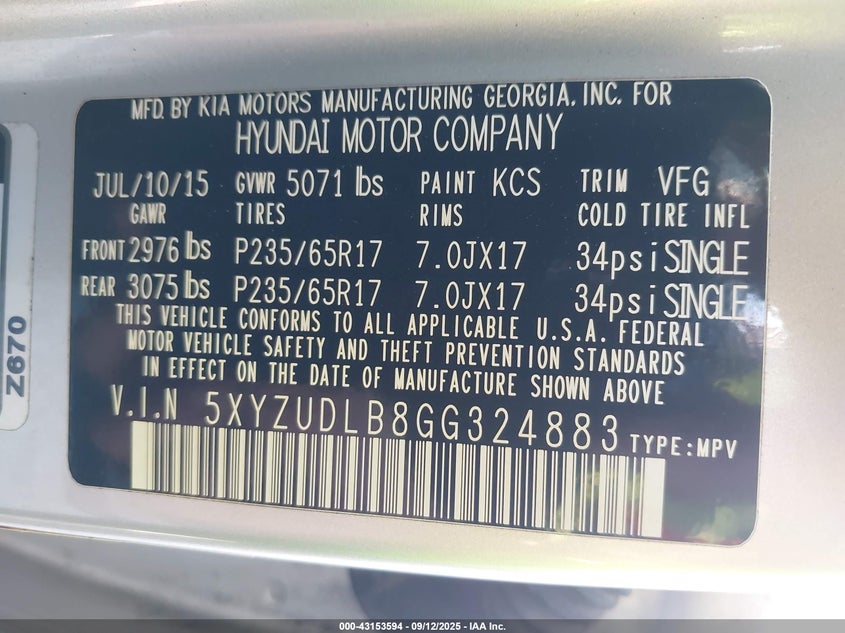 MFD. BY KIA MOTORS MANUFACTURING GEORGIA, INC. FOR
HYUNDAI MOTOR COMPANY
JUL/10/15 GVWR 5071 lbs PAINT KCS TRIM VFG
GAWR TIRES RIMS COLD TIRE INFL
FRONT 2976 lbs P235/65R17 7.0JX17 34psi SINGLE
REAR 3075 lbs P235/65R17 7.0JX17 34psi SINGLE
THIS VEHICLE CONFORMS TO ALL APPLICABLE U.S.A. FEDERAL
MOTOR VEHICLE SAFETY AND THEFT PREVENTION STANDARDS
IN EFFECT ON THE DATE OF MANUFACTURE SHOWN ABOVE
V.I.N 5XYZUDLB8GG324883 TYPE:MPV
Z670
000-43153594 - 09/12/2025 - IAA Inc.